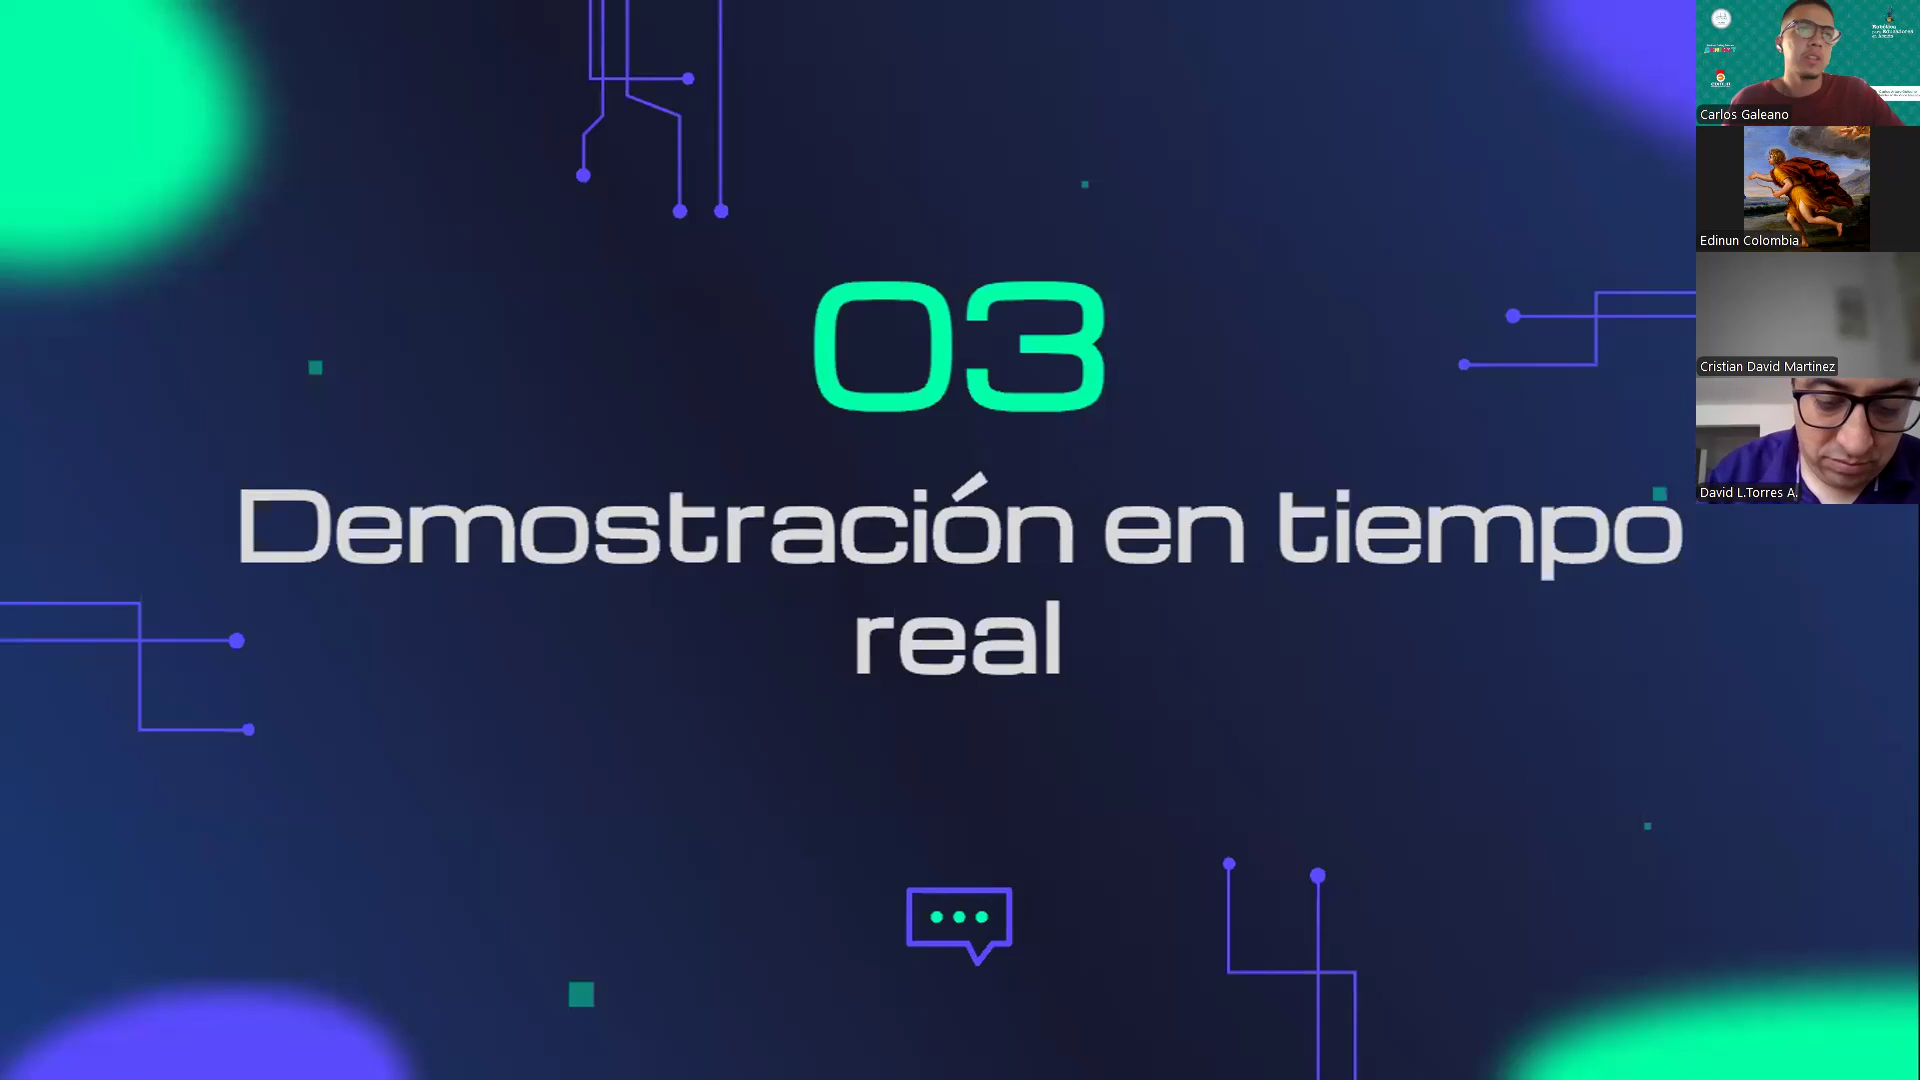 03
Demostración en tiempo
real
Carlos Galeano
Edinun Colombia
Cristian David Martinez
David L.Torres A.